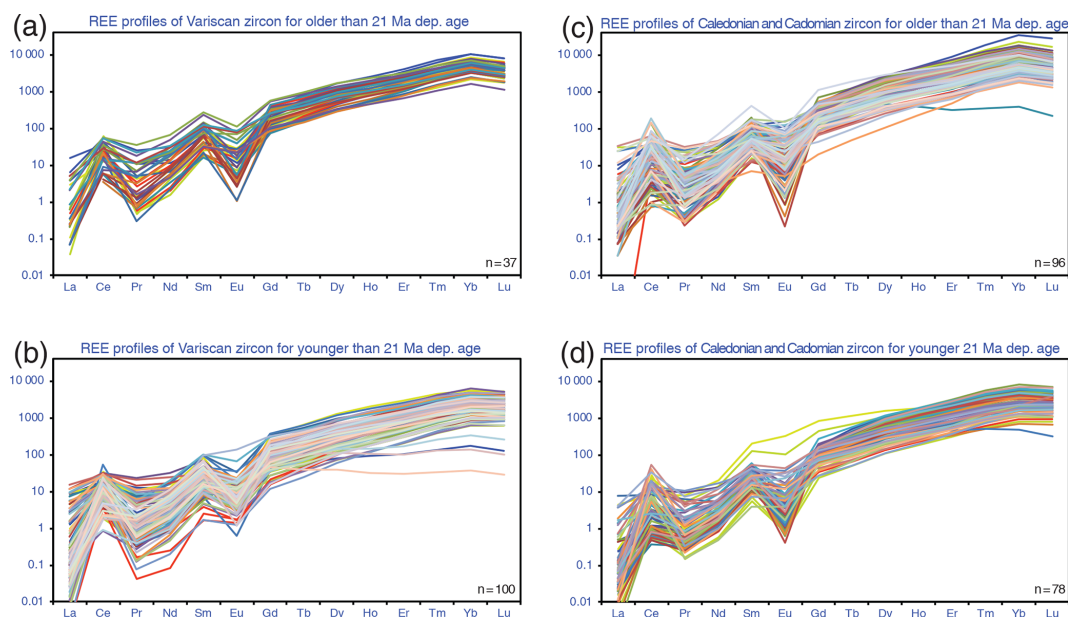 (a)
REE profiles of Variscan zircon for older than 21 Ma dep. age
10 000
1000
100
10
1
0.1
0.01
n=37
La Ce Pr Nd Sm Eu Gd Tb Dy Ho Er Tm Yb Lu
(c)
REE profiles of Caledonian and Cadomian zircon for older than 21 Ma dep. age
10 000
1000
100
10
1
0.1
0.01
n=96
La Ce Pr Nd Sm Eu Gd Tb Dy Ho Er Tm Yb Lu
(b)
REE profiles of Variscan zircon for younger than 21 Ma dep. age
10 000
1000
100
10
1
0.1
0.01
n=100
La Ce Pr Nd Sm Eu Gd Tb Dy Ho Er Tm Yb Lu
(d)
REE profiles of Caledonian and Cadomian zircon for younger 21 Ma dep. age
10 000
1000
100
10
1
0.1
0.01
n=78
La Ce Pr Nd Sm Eu Gd Tb Dy Ho Er Tm Yb Lu